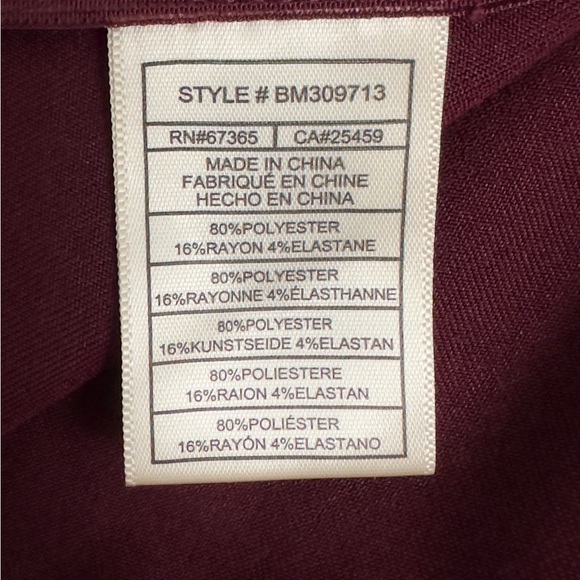 STYLE # BM309713
RN#67365 CA#25459
MADE IN CHINA
FABRIQUÉ EN CHINE
HECHO EN CHINA
80%POLYESTER
16%RAYON 4%ELASTANE
80%POLYESTER
16%RAYONNE 4%ÉLASTHANNE
80%POLYESTER
16%KUNSTSEIDE 4%ELASTAN
80%POLIESTERE
16%RAION 4%ELASTAN
80%POLIÉSTER
16%RAYÓN 4%ELASTANO